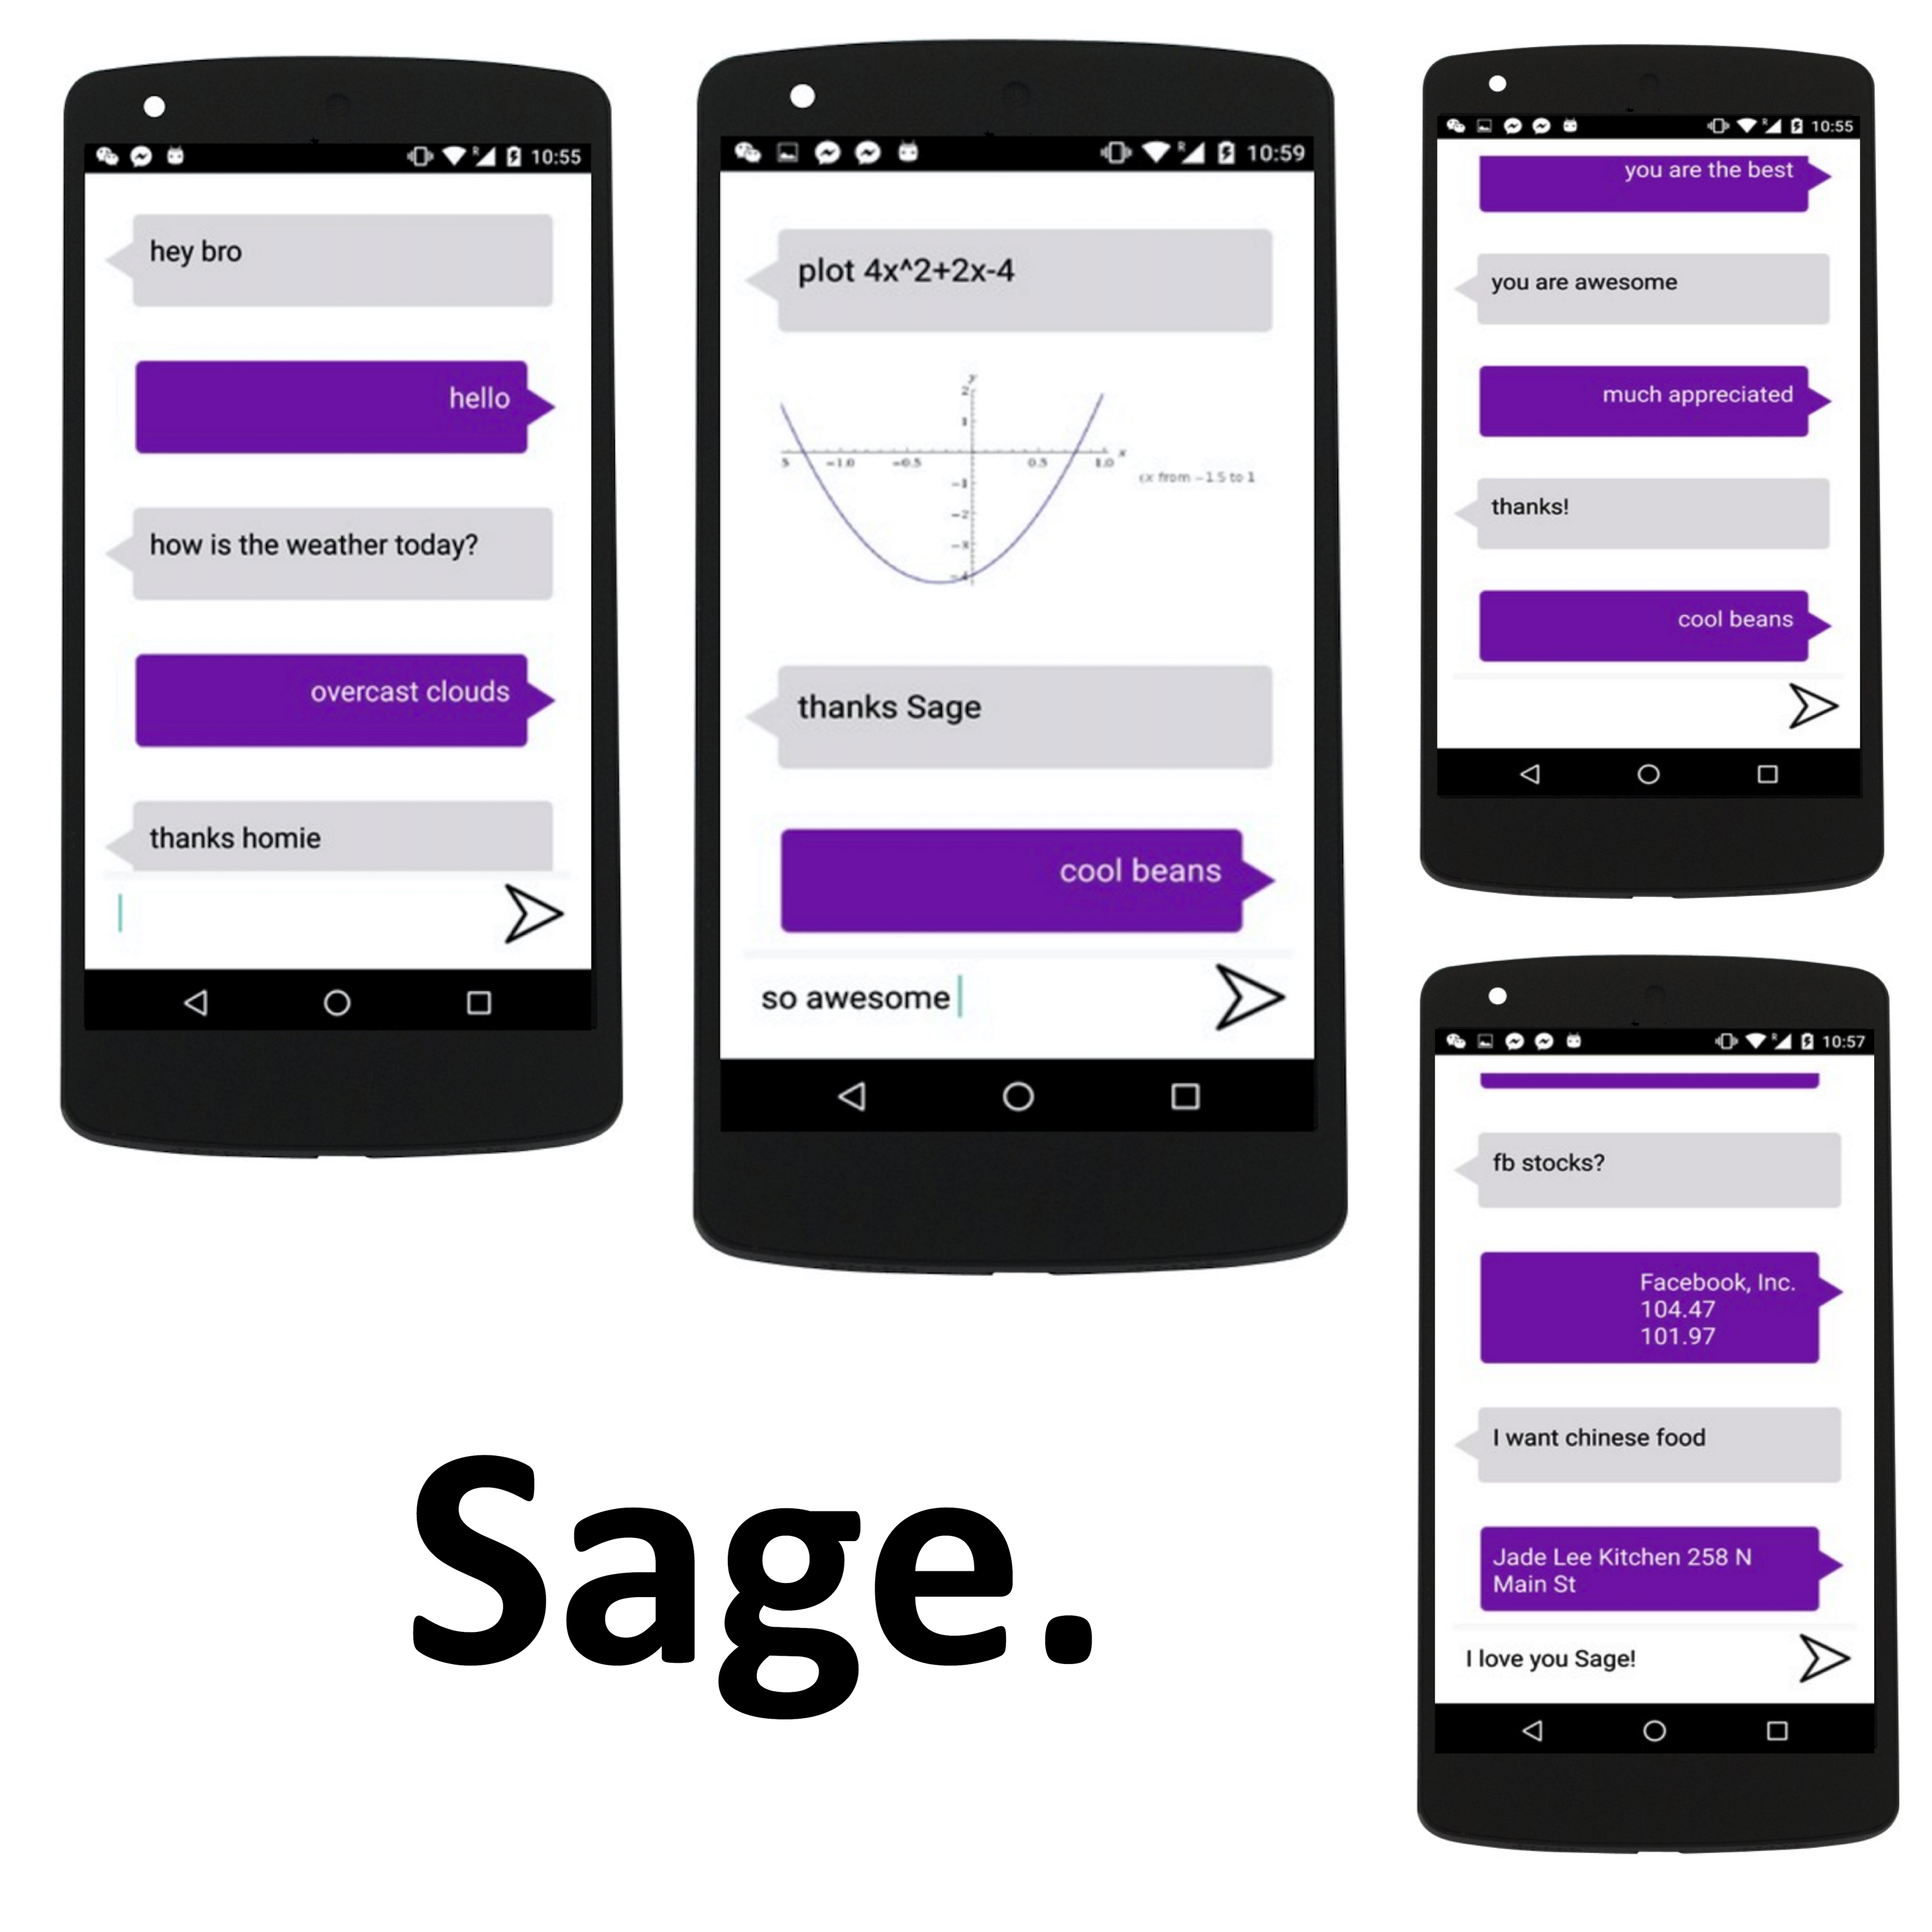 10:55
hey bro
hello
how is the weather today?
overcast clouds
thanks homie
R
10:59
plot 4x^2+2x-4
y
2
1
5 -1.0 -0.5 0.5 1.0 x
(x from -1.5 to 1
-1
-2
-3
-4
thanks Sage
cool beans
so awesome
10:55
you are the best
you are awesome
much appreciated
thanks!
cool beans
10:57
fb stocks?
Facebook, Inc.
104.47
101.97
I want chinese food
Jade Lee Kitchen 258 N
Main St
I love you Sage!
Sage.